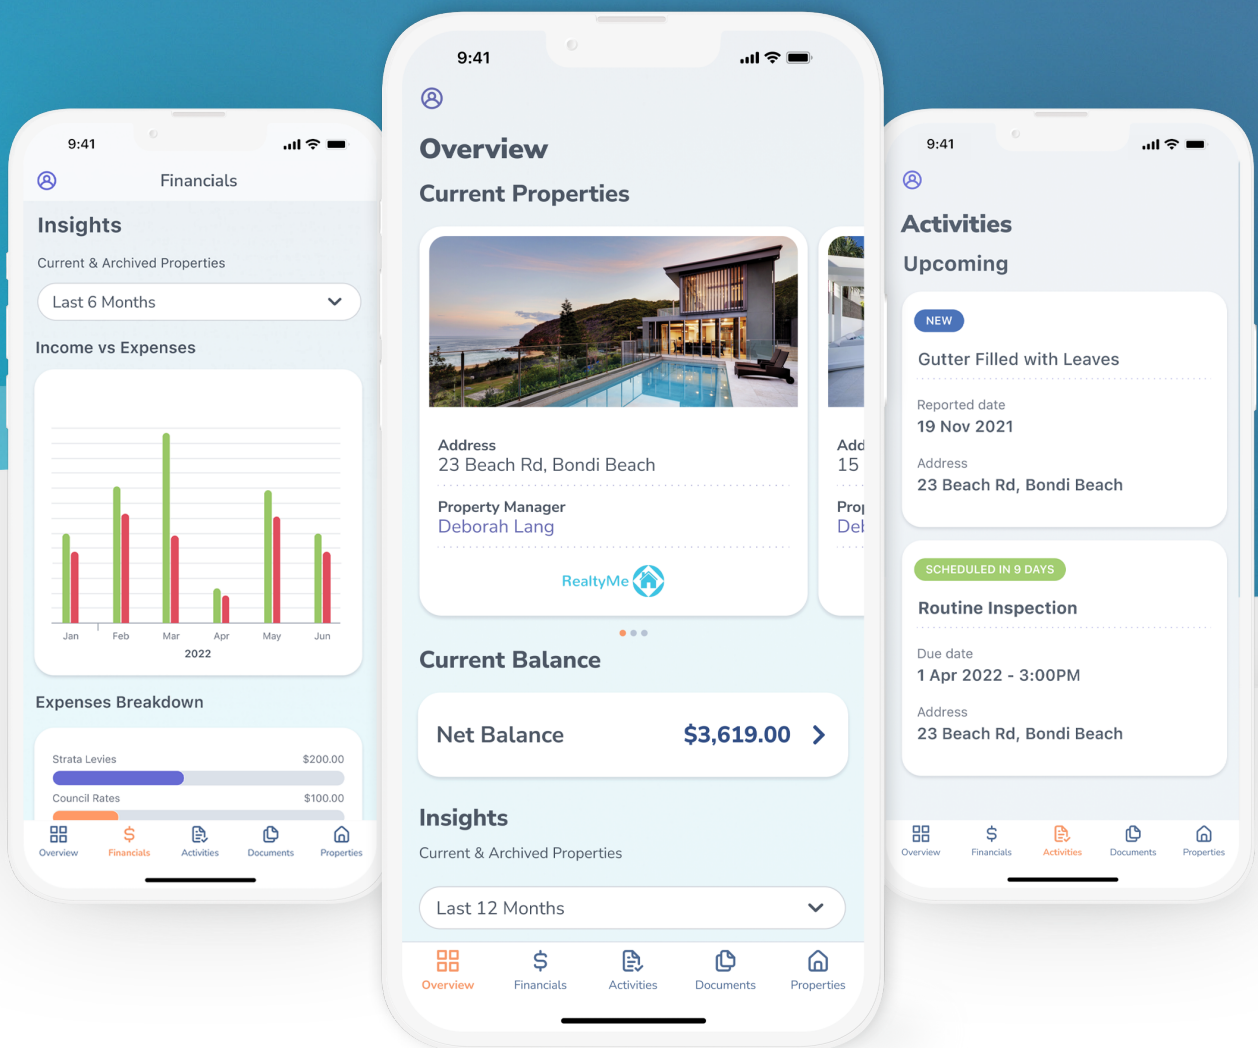 9:41
Financials
Insights
Current & Archived Properties
Last 6 Months
Income vs Expenses
Jan Feb Mar Apr May Jun
2022
Expenses Breakdown
Strata Levies $200.00
Council Rates $100.00
Overview Financials Activities Documents Properties
9:41
Overview
Current Properties
Address
23 Beach Rd, Bondi Beach
Property Manager
Deborah Lang
RealtyMe
Add
15
Prop
Deb
Current Balance
Net Balance $3,619.00
Insights
Current & Archived Properties
Last 12 Months
Overview Financials Activities Documents Properties
9:41
Activities
Upcoming
NEW
Gutter Filled with Leaves
Reported date
19 Nov 2021
Address
23 Beach Rd, Bondi Beach
SCHEDULED IN 9 DAYS
Routine Inspection
Due date
1 Apr 2022 - 3:00PM
Address
23 Beach Rd, Bondi Beach
Overview Financials Activities Documents Properties